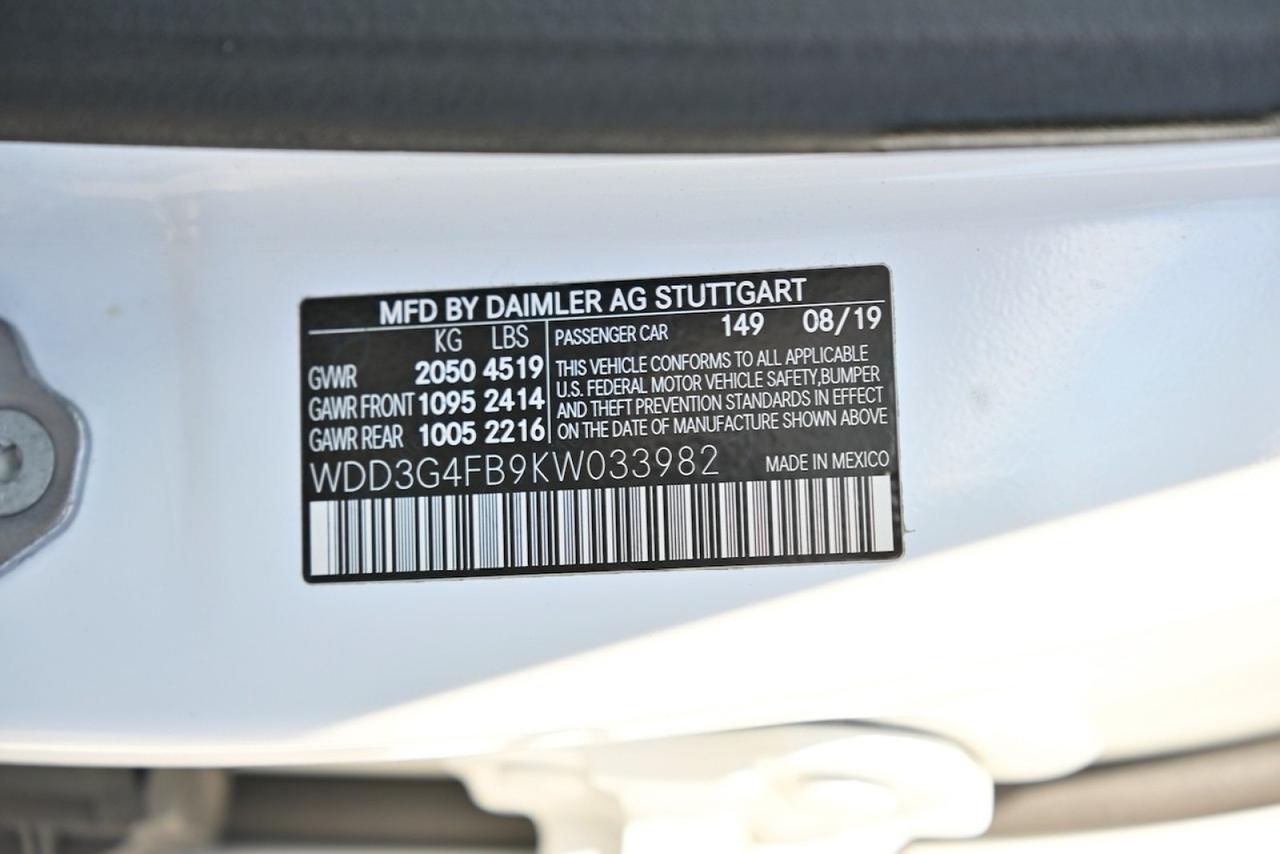 MFD BY DAIMLER AG STUTTGART
KG LBS
GVWR 2050 4519
GAWR FRONT 1095 2414
GAWR REAR 1005 2216
PASSENGER CAR 149 08/19
THIS VEHICLE CONFORMS TO ALL APPLICABLE
U.S. FEDERAL MOTOR VEHICLE SAFETY,BUMPER
AND THEFT PREVENTION STANDARDS IN EFFECT
ON THE DATE OF MANUFACTURE SHOWN ABOVE
WDD3G4FB9KW033982 MADE IN MEXICO